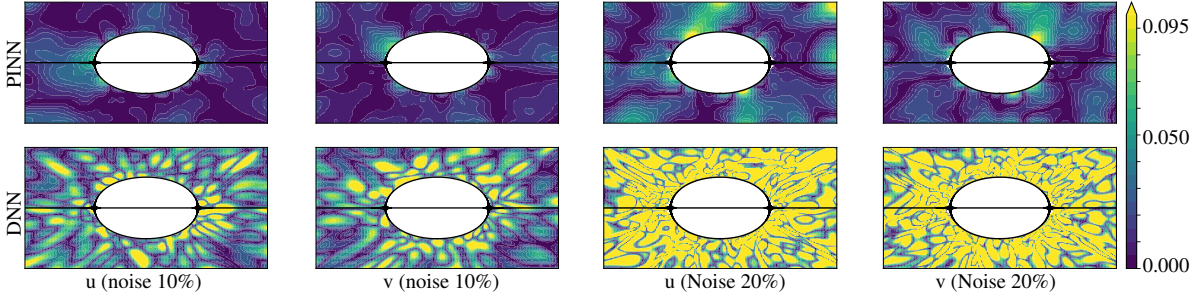 PINN
0.095
0.050
DNN
0.000
u (noise 10%)
v (noise 10%)
u (Noise 20%)
v (Noise 20%)